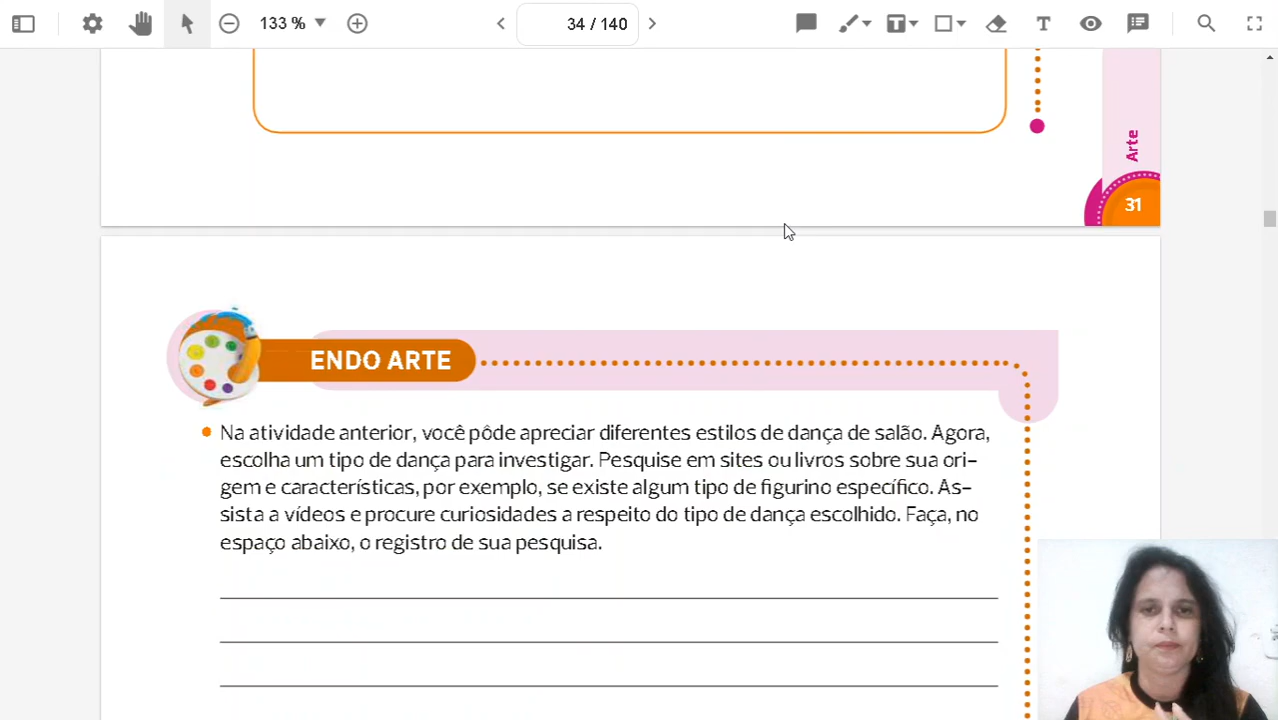 133 %
34 / 140
Arte
31
ENDO ARTE
Na atividade anterior, você pôde apreciar diferentes estilos de dança de salão. Agora,
escolha um tipo de dança para investigar. Pesquise em sites ou livros sobre sua ori-
gem e características, por exemplo, se existe algum tipo de figurino específico. As-
sista a vídeos e procure curiosidades a respeito do tipo de dança escolhido. Faça, no
espaço abaixo, o registro de sua pesquisa.